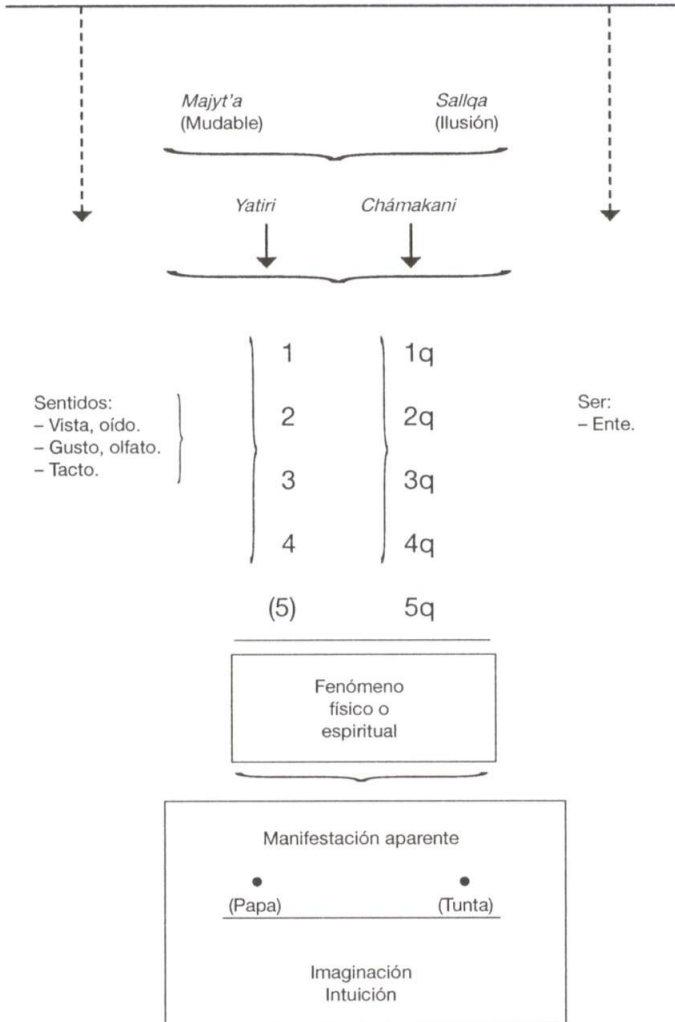 Majyt'a Sallqa
(Mudable) (Ilusión)
Yatiri Chámakani
1 1q
Sentidos:
– Vista, oído.
– Gusto, olfato.
– Tacto.
2 2q
Ser:
– Ente.
3 3q
4 4q
(5) 5q
Fenómeno
físico o
espiritual
Manifestación aparente
(Papa) (Tunta)
Imaginación
Intuición